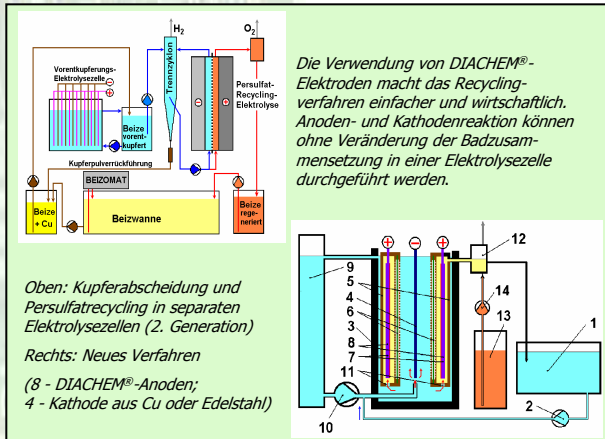 H₂
O₂
Trennzyklon
Vorentkupferungs-
Elektrolysezelle
Persulfat-
Recycling-
Elektrolyse
Beize
vorent-
kupfert
Kupferpulverrückführung
BEIZOMAT
Beize
+ Cu
Beizwanne
Beize
rege-
neriert
Die Verwendung von DIACHEM®-
Elektroden macht das Recycling-
verfahren einfacher und wirtschaftlich.
Anoden- und Kathodenreaktion können
ohne Veränderung der Badzusam-
mensetzung in einer Elektrolysezelle
durchgeführt werden.
Oben: Kupferabscheidung und
Persulfatrecycling in separaten
Elektrolysezellen (2. Generation)
Rechts: Neues Verfahren
(8 - DIACHEM®-Anoden;
4 - Kathode aus Cu oder Edelstahl)
9
5
4
6
3
8
7
11
10
12
14
13
1
2